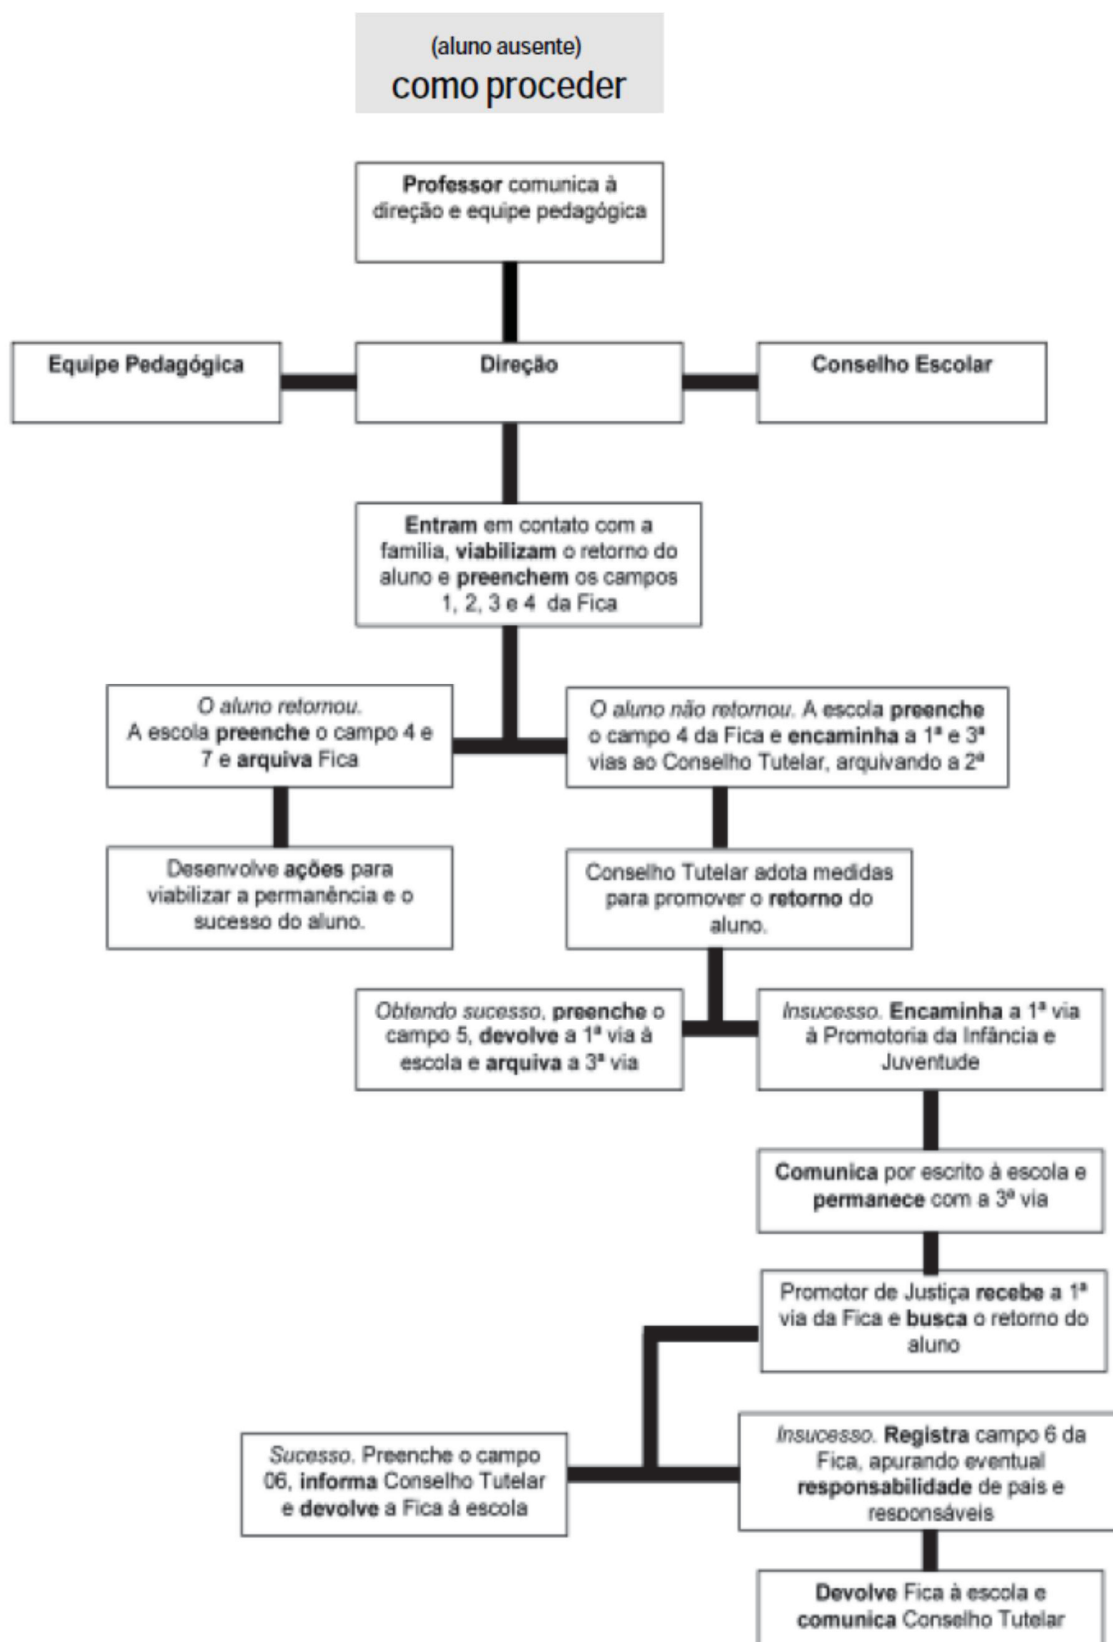 (aluno ausente)
como proceder
Professor comunica à
direção e equipe pedagógica
Equipe Pedagógica
Direção
Conselho Escolar
Entram em contato com a
família, viabilizam o retorno do
aluno e preenchem os campos
1, 2, 3 e 4 da Fica
O aluno retornou.
A escola preenche o campo 4 e
7 e arquiva Fica
O aluno não retornou. A escola preenche
o campo 4 da Fica e encaminha a 1ª e 3ª
vias ao Conselho Tutelar, arquivando a 2ª
Desenvolve ações para
viabilizar a permanência e o
sucesso do aluno.
Conselho Tutelar adota medidas
para promover o retorno do
aluno.
Obtendo sucesso, preenche o
campo 5, devolve a 1ª via à
escola e arquiva a 3ª via
Insucesso. Encaminha a 1ª via
à Promotoria da Infância e
Juventude
Comunica por escrito à escola e
permanece com a 3ª via
Promotor de Justiça recebe a 1ª
via da Fica e busca o retorno do
aluno
Sucesso. Preenche o campo
06, informa Conselho Tutelar
e devolve a Fica à escola
Insucesso. Registra campo 6 da
Fica, apurando eventual
responsabilidade de pais e
responsáveis
Devolve Fica à escola e
comunica Conselho Tutelar